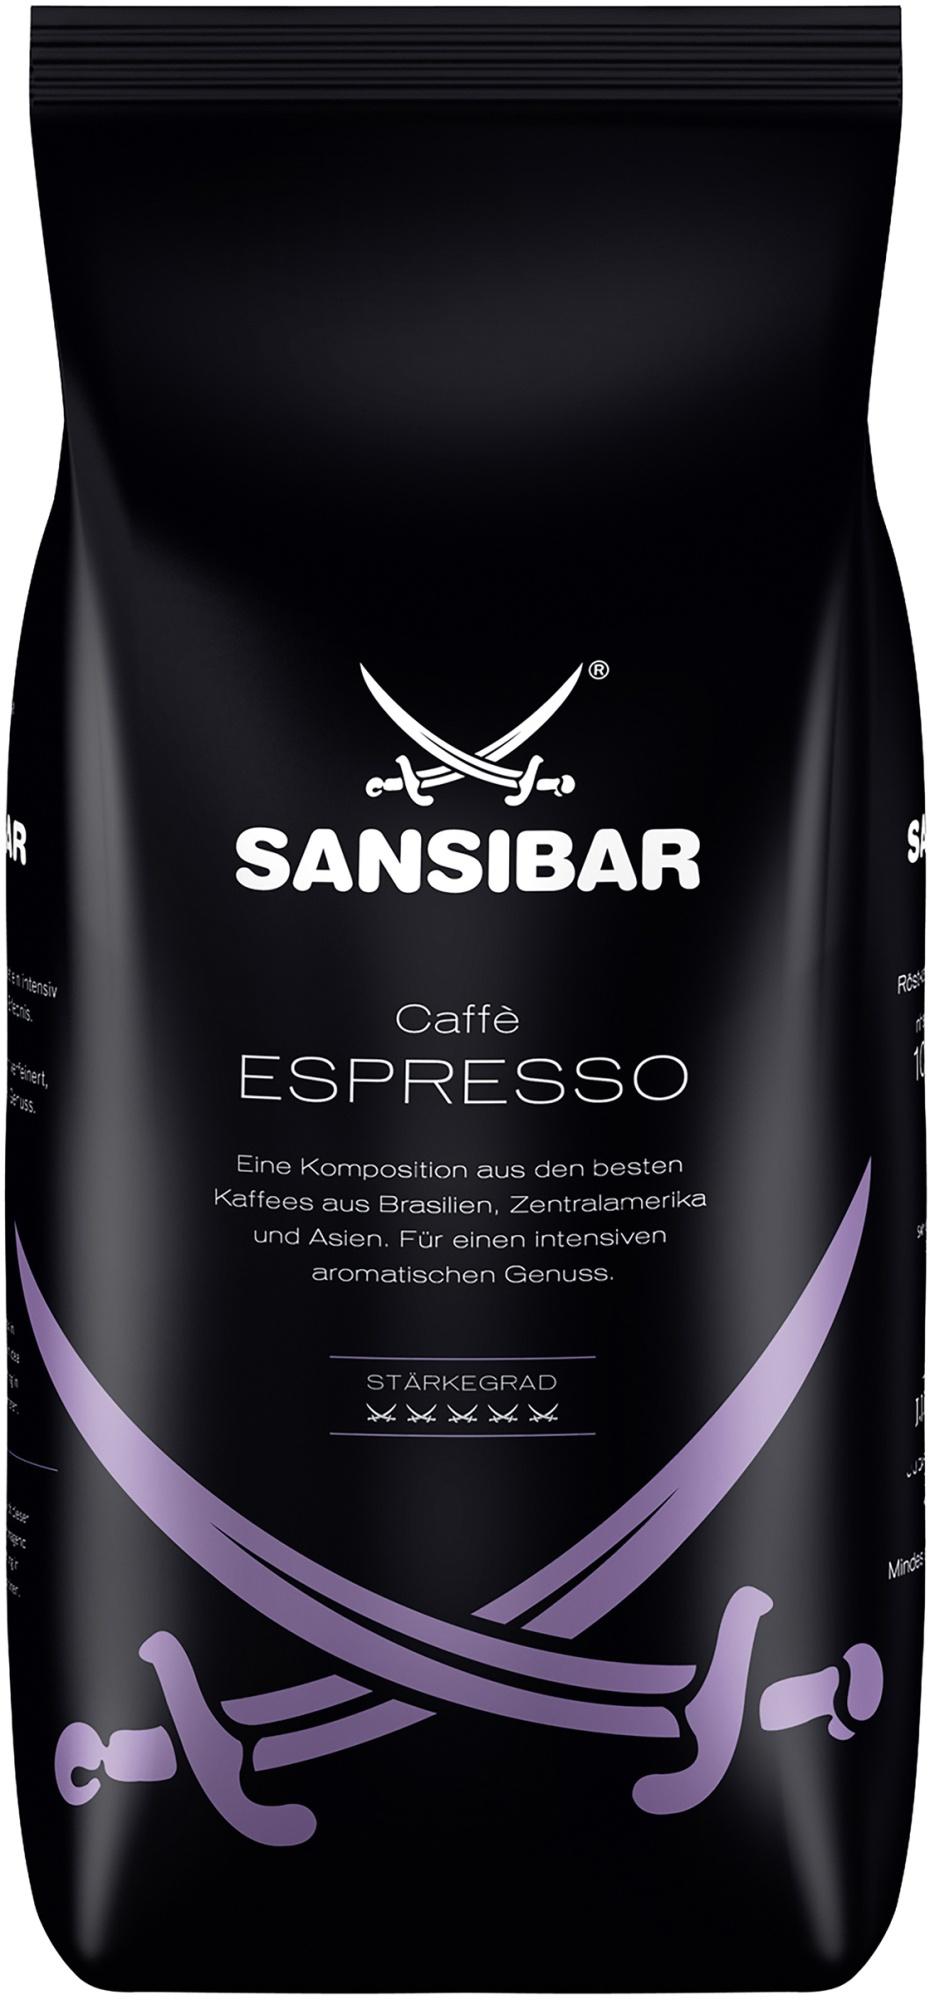 ®
SANSIBAR
Caffè
ESPRESSO
Eine Komposition aus den besten
Kaffees aus Brasilien, Zentralamerika
und Asien. Für einen intensiven
aromatischen Genuss.
STÄRKEGRAD